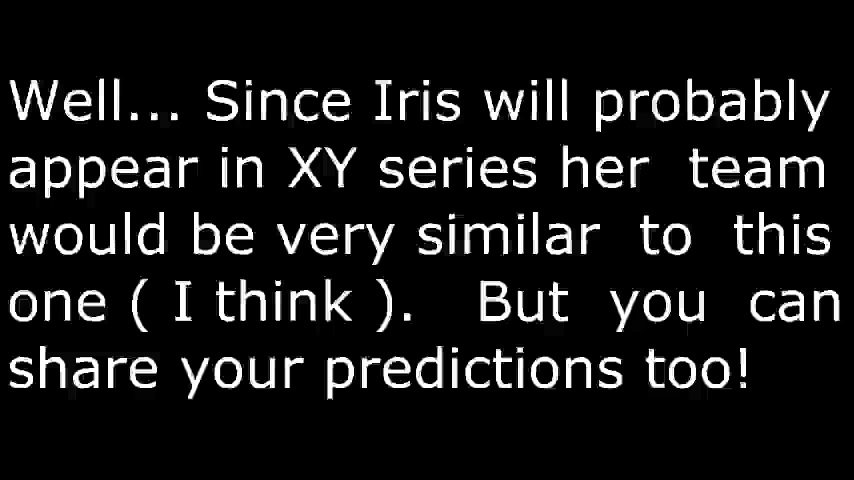 Well... Since Iris will probably
appear in XY series her team
would be very similar to this
one ( I think ). But you can
share your predictions too!